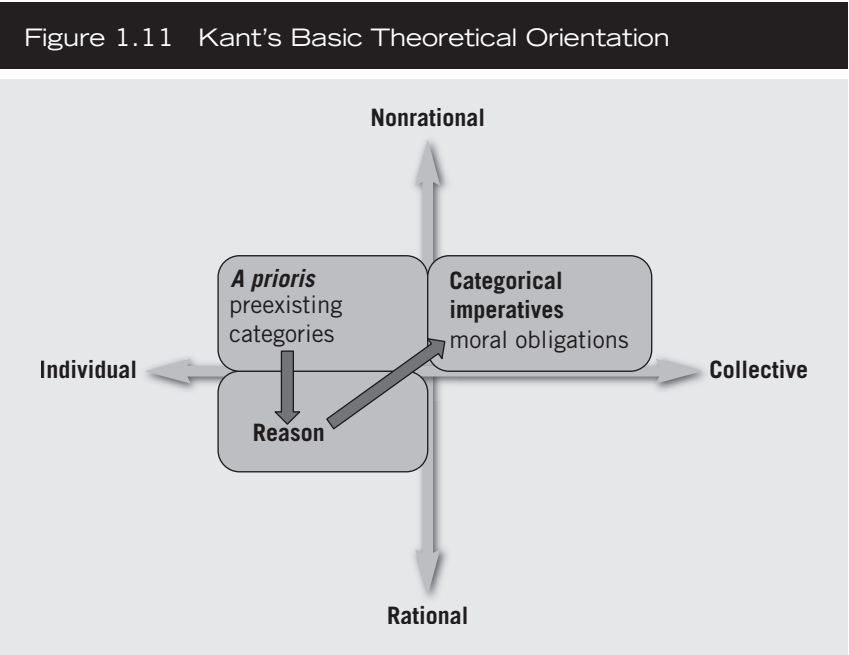 Figure 1.11 Kant's Basic Theoretical Orientation
Nonrational
A prioris
preexisting
categories
Categorical
imperatives
moral obligations
Individual
Collective
Reason
Rational